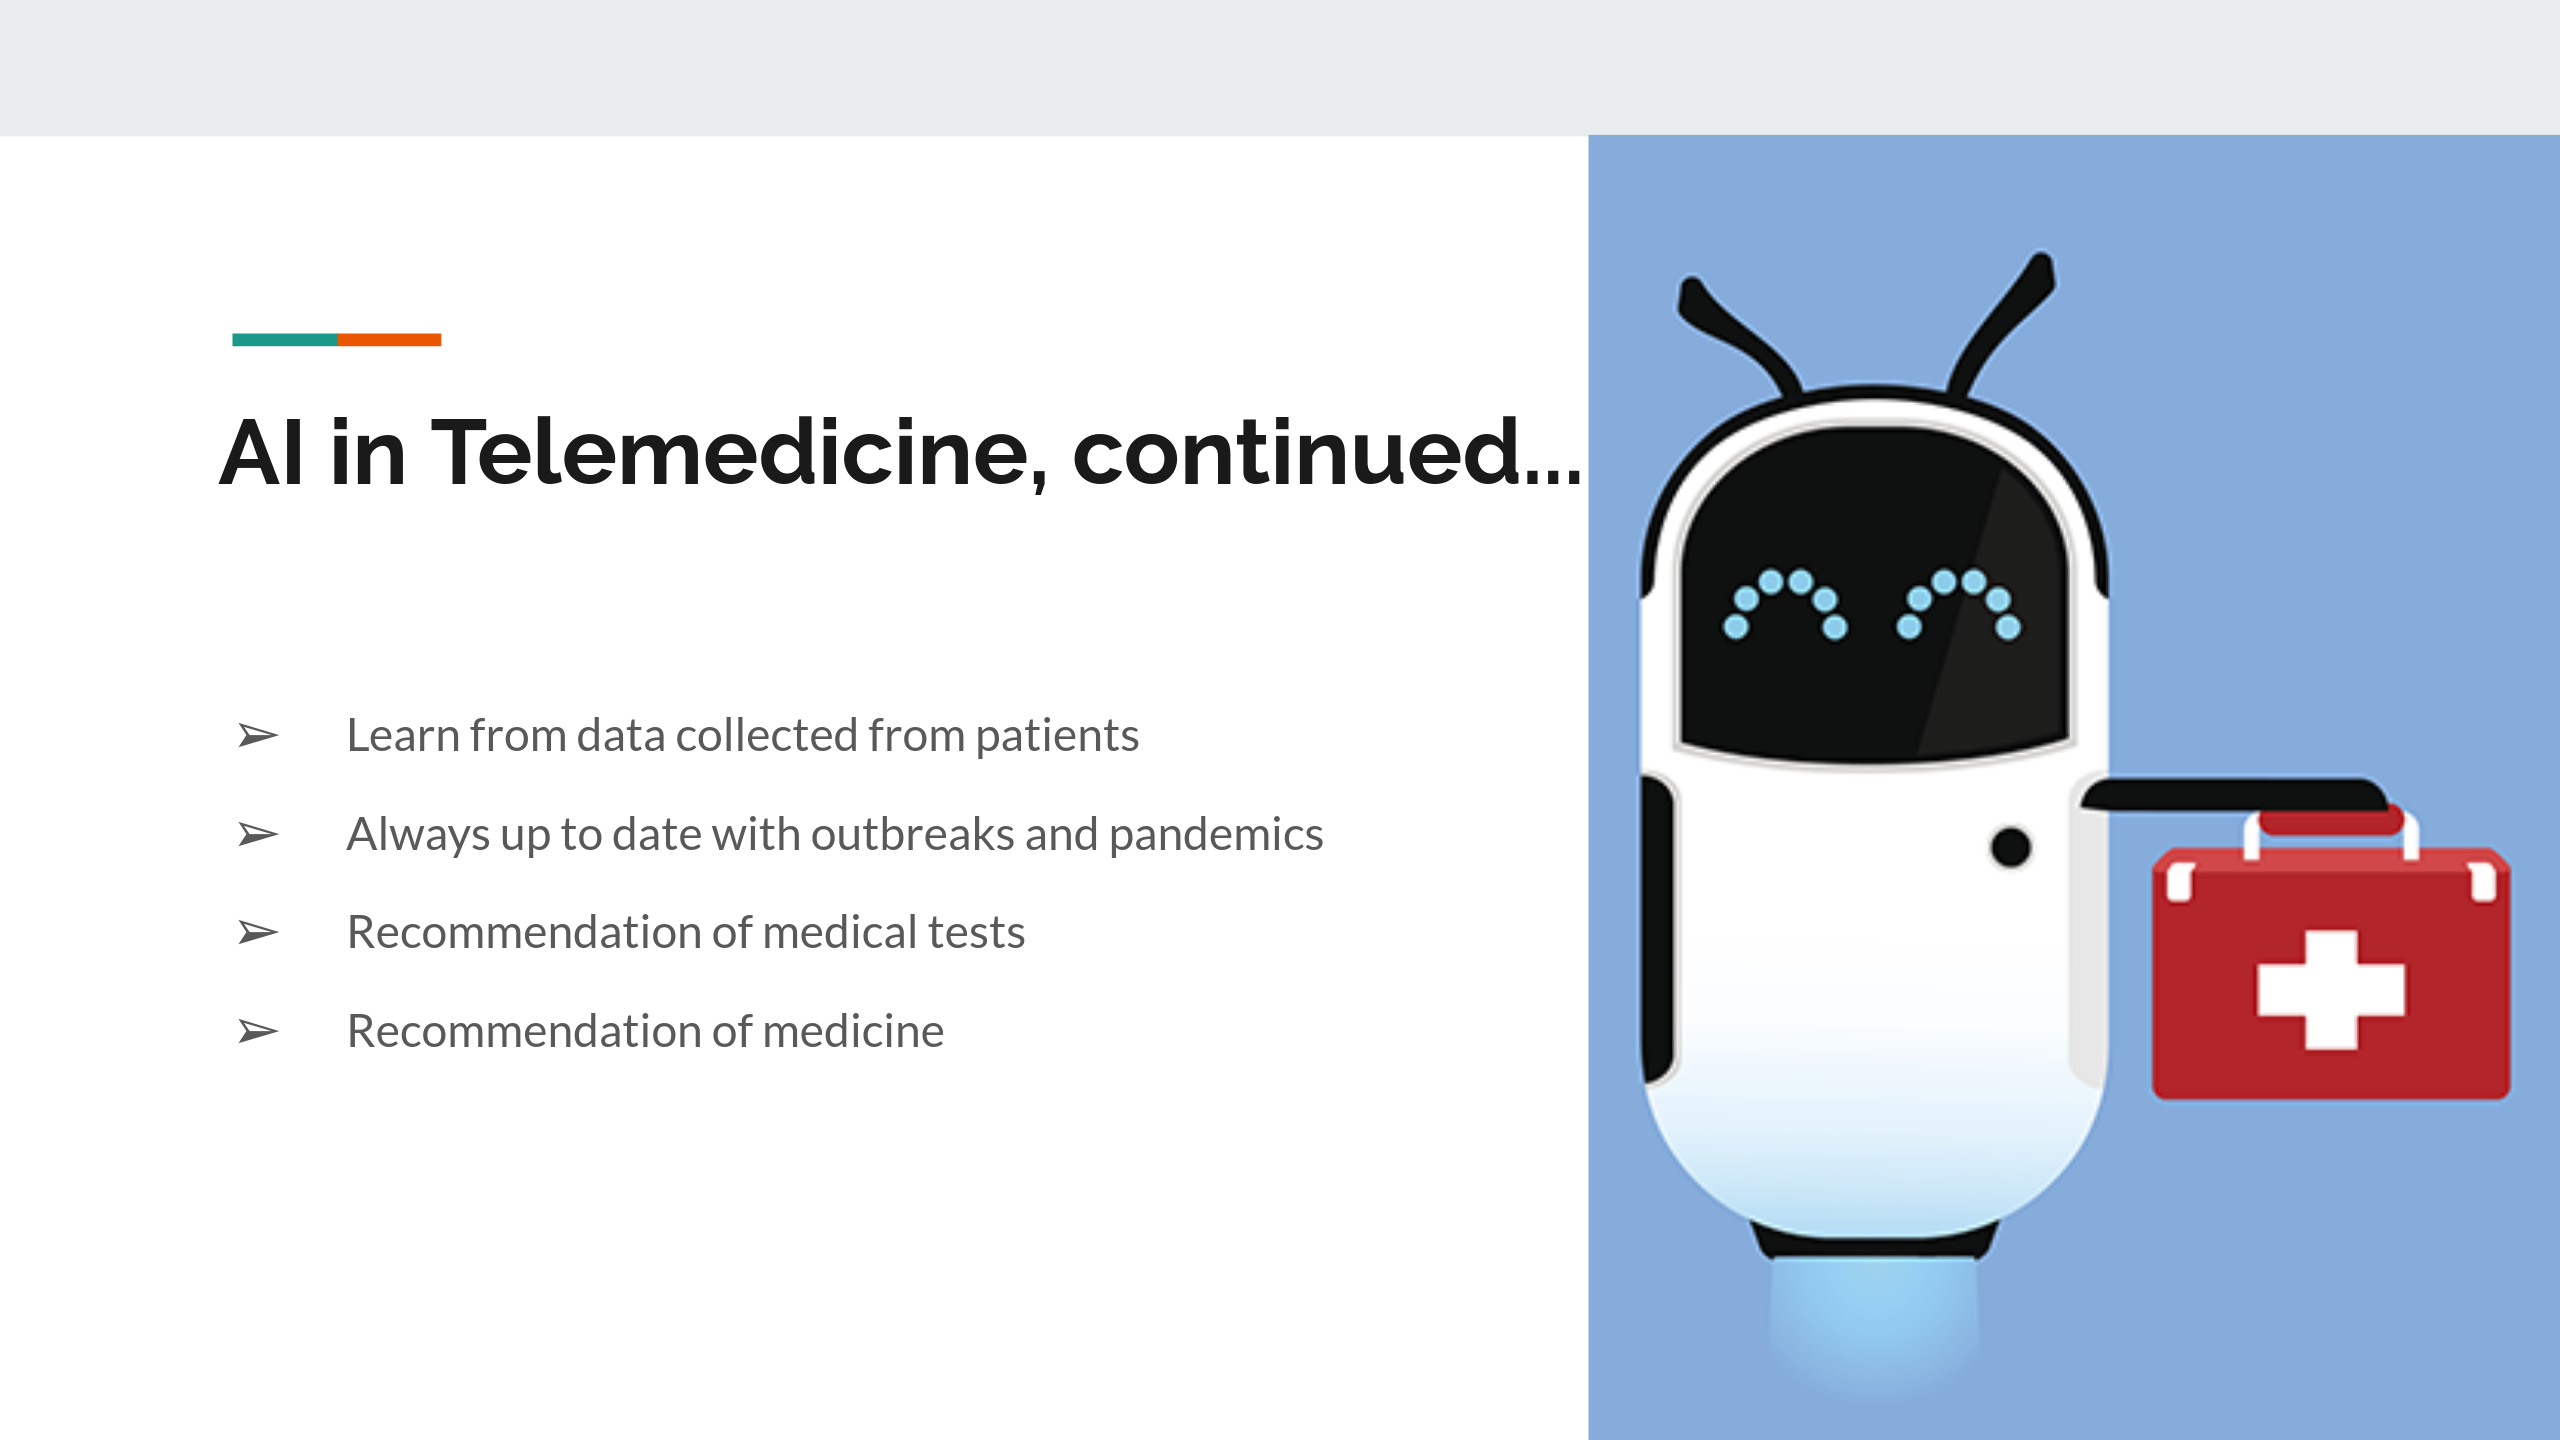 AI in Telemedicine, continued...
➢ Learn from data collected from patients
➢ Always up to date with outbreaks and pandemics
➢ Recommendation of medical tests
➢ Recommendation of medicine